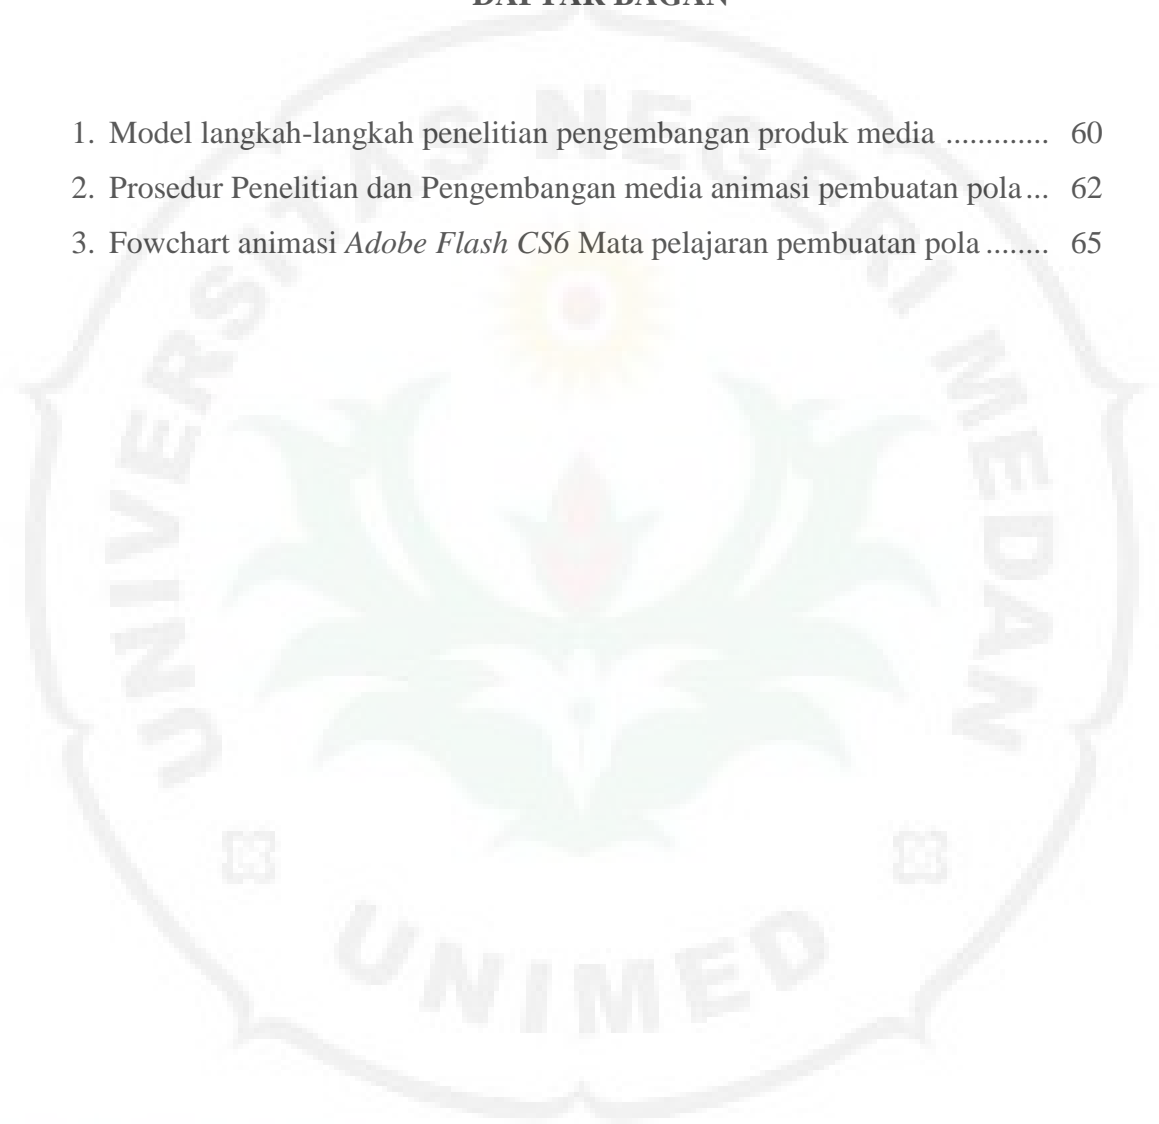 DAFTAR BAGAN
1. Model langkah-langkah penelitian pengembangan produk media ............. 60
2. Prosedur Penelitian dan Pengembangan media animasi pembuatan pola... 62
3. Fowchart animasi Adobe Flash CS6 Mata pelajaran pembuatan pola ........ 65
UNIVERSITAS NEGERI MEDAN
UNIMED